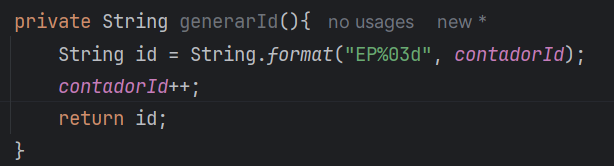 private String generarId(){ no usages new *
String id = String.format("EP%03d", contadorId);
contadorId++;
return id;
}